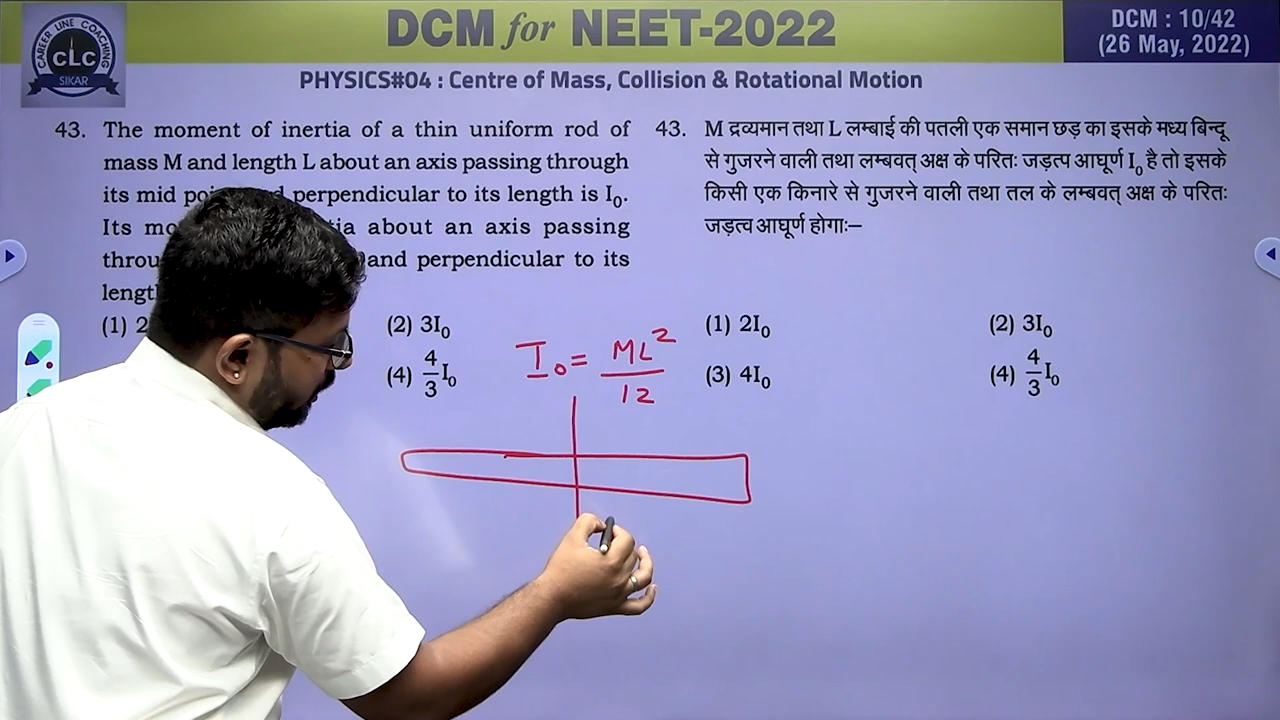 DCM for NEET-2022
DCM : 10/42
(26 May, 2022)
CAREER LINE COACHING
CLC
SIKAR
PHYSICS#04 : Centre of Mass, Collision & Rotational Motion
43. The moment of inertia of a thin uniform rod of
mass M and length L about an axis passing through
its mid perpendicular to its length is I₀.
Its about an axis passing
and perpendicular to its
(1) 2
(2) 3I₀
(4) 4/3 I₀
43. M द्रव्यमान तथा L लम्बाई की पतली एक समान छड़ का इसके मध्य बिन्दू
से गुजरने वाली तथा लम्बवत् अक्ष के परितः जड़त्प आघूर्ण I₀ है तो इसके
किसी एक किनारे से गुजरने वाली तथा तल के लम्बवत् अक्ष के परितः
जड़त्व आघूर्ण होगाः–
(1) 2I₀
(2) 3I₀
(3) 4I₀
(4) 4/3 I₀
I₀ = ML²/12